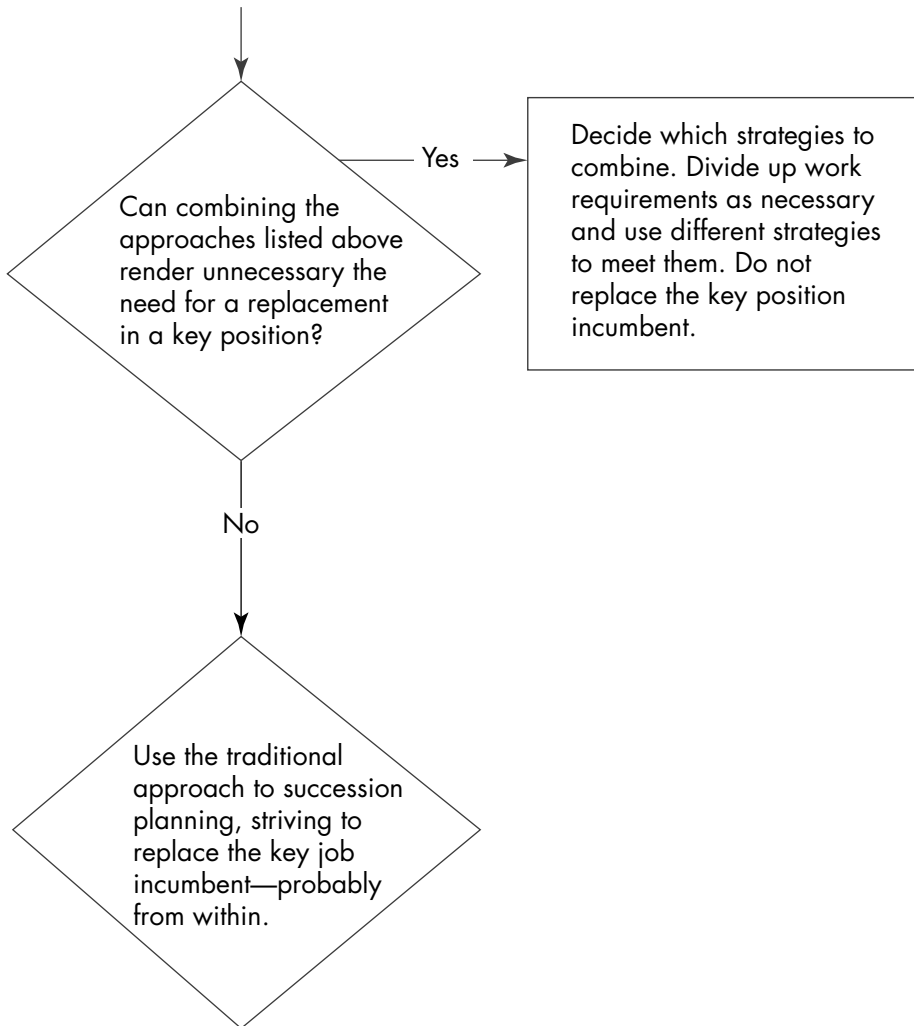 Can combining the
approaches listed above
render unnecessary the
need for a replacement
in a key position?
Yes
Decide which strategies to
combine. Divide up work
requirements as necessary
and use different strategies
to meet them. Do not
replace the key position
incumbent.
No
Use the traditional
approach to succession
planning, striving to
replace the key job
incumbent—probably
from within.